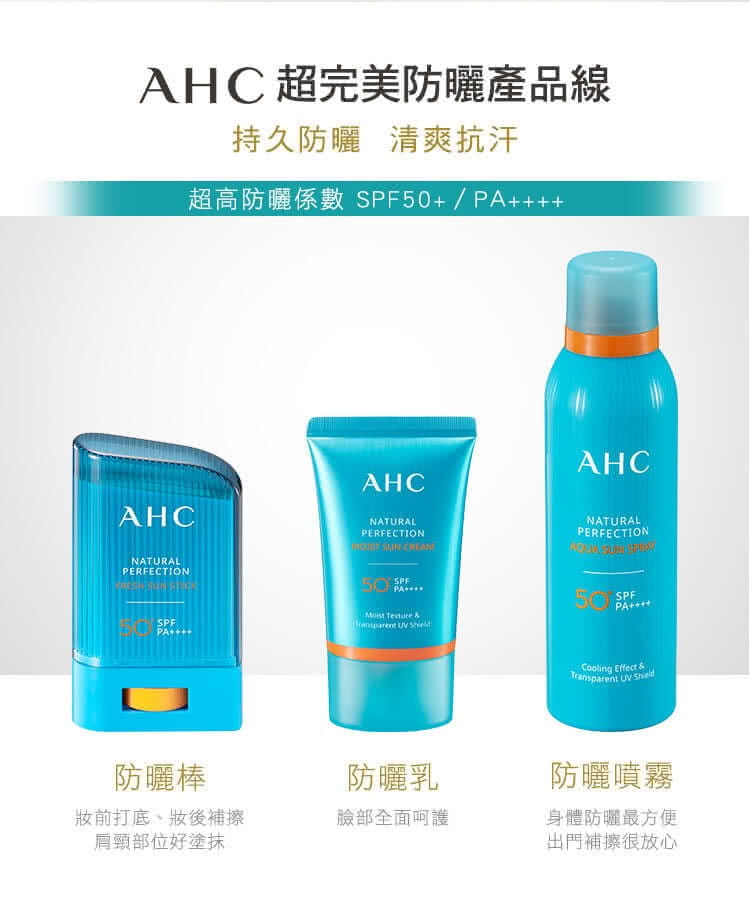 AHC 超完美防曬產品線
持久防曬 清爽抗汗
超高防曬係數 SPF50+ / PA++++
AHC
NATURAL
PERFECTION
FRESH SUN STICK
50+ SPF
PA++++
AHC
NATURAL
PERFECTION
MOIST SUN CREAM
50+ SPF
PA++++
Moist Texture &
Transparent UV Shield
AHC
NATURAL
PERFECTION
AQUA SUN SPRAY
50+ SPF
PA++++
Cooling Effect &
Transparent UV Shield
防曬棒
妝前打底、妝後補擦
肩頸部位好塗抹
防曬乳
臉部全面呵護
防曬噴霧
身體防曬最方便
出門補擦很放心